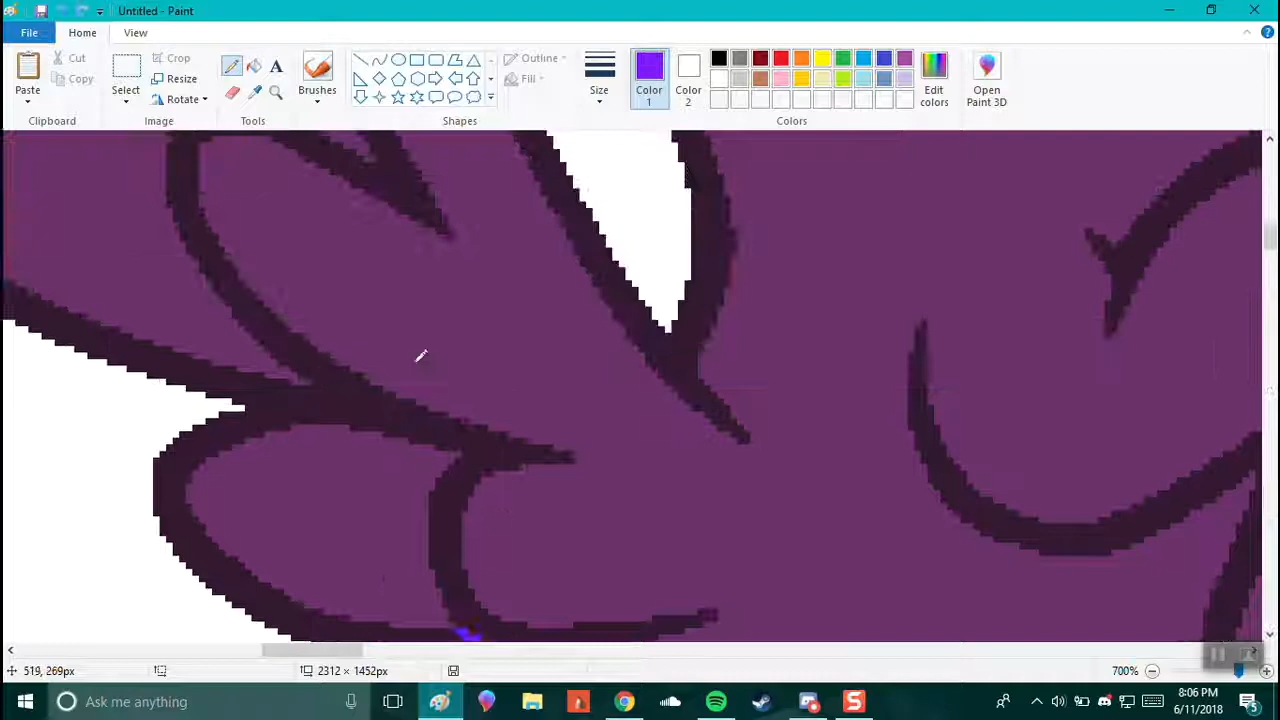 Untitled - Paint
File Home View
Paste
Clipboard
Cut
Copy
Select
Crop
Resize
Rotate
Image
A
Tools
Brushes
Shapes
Outline
Fill
Size
Color 1
Color 2
Edit colors
Colors
Open Paint 3D
519, 269px
2312 × 1452px
700%
Ask me anything
8:06 PM
6/11/2018
5